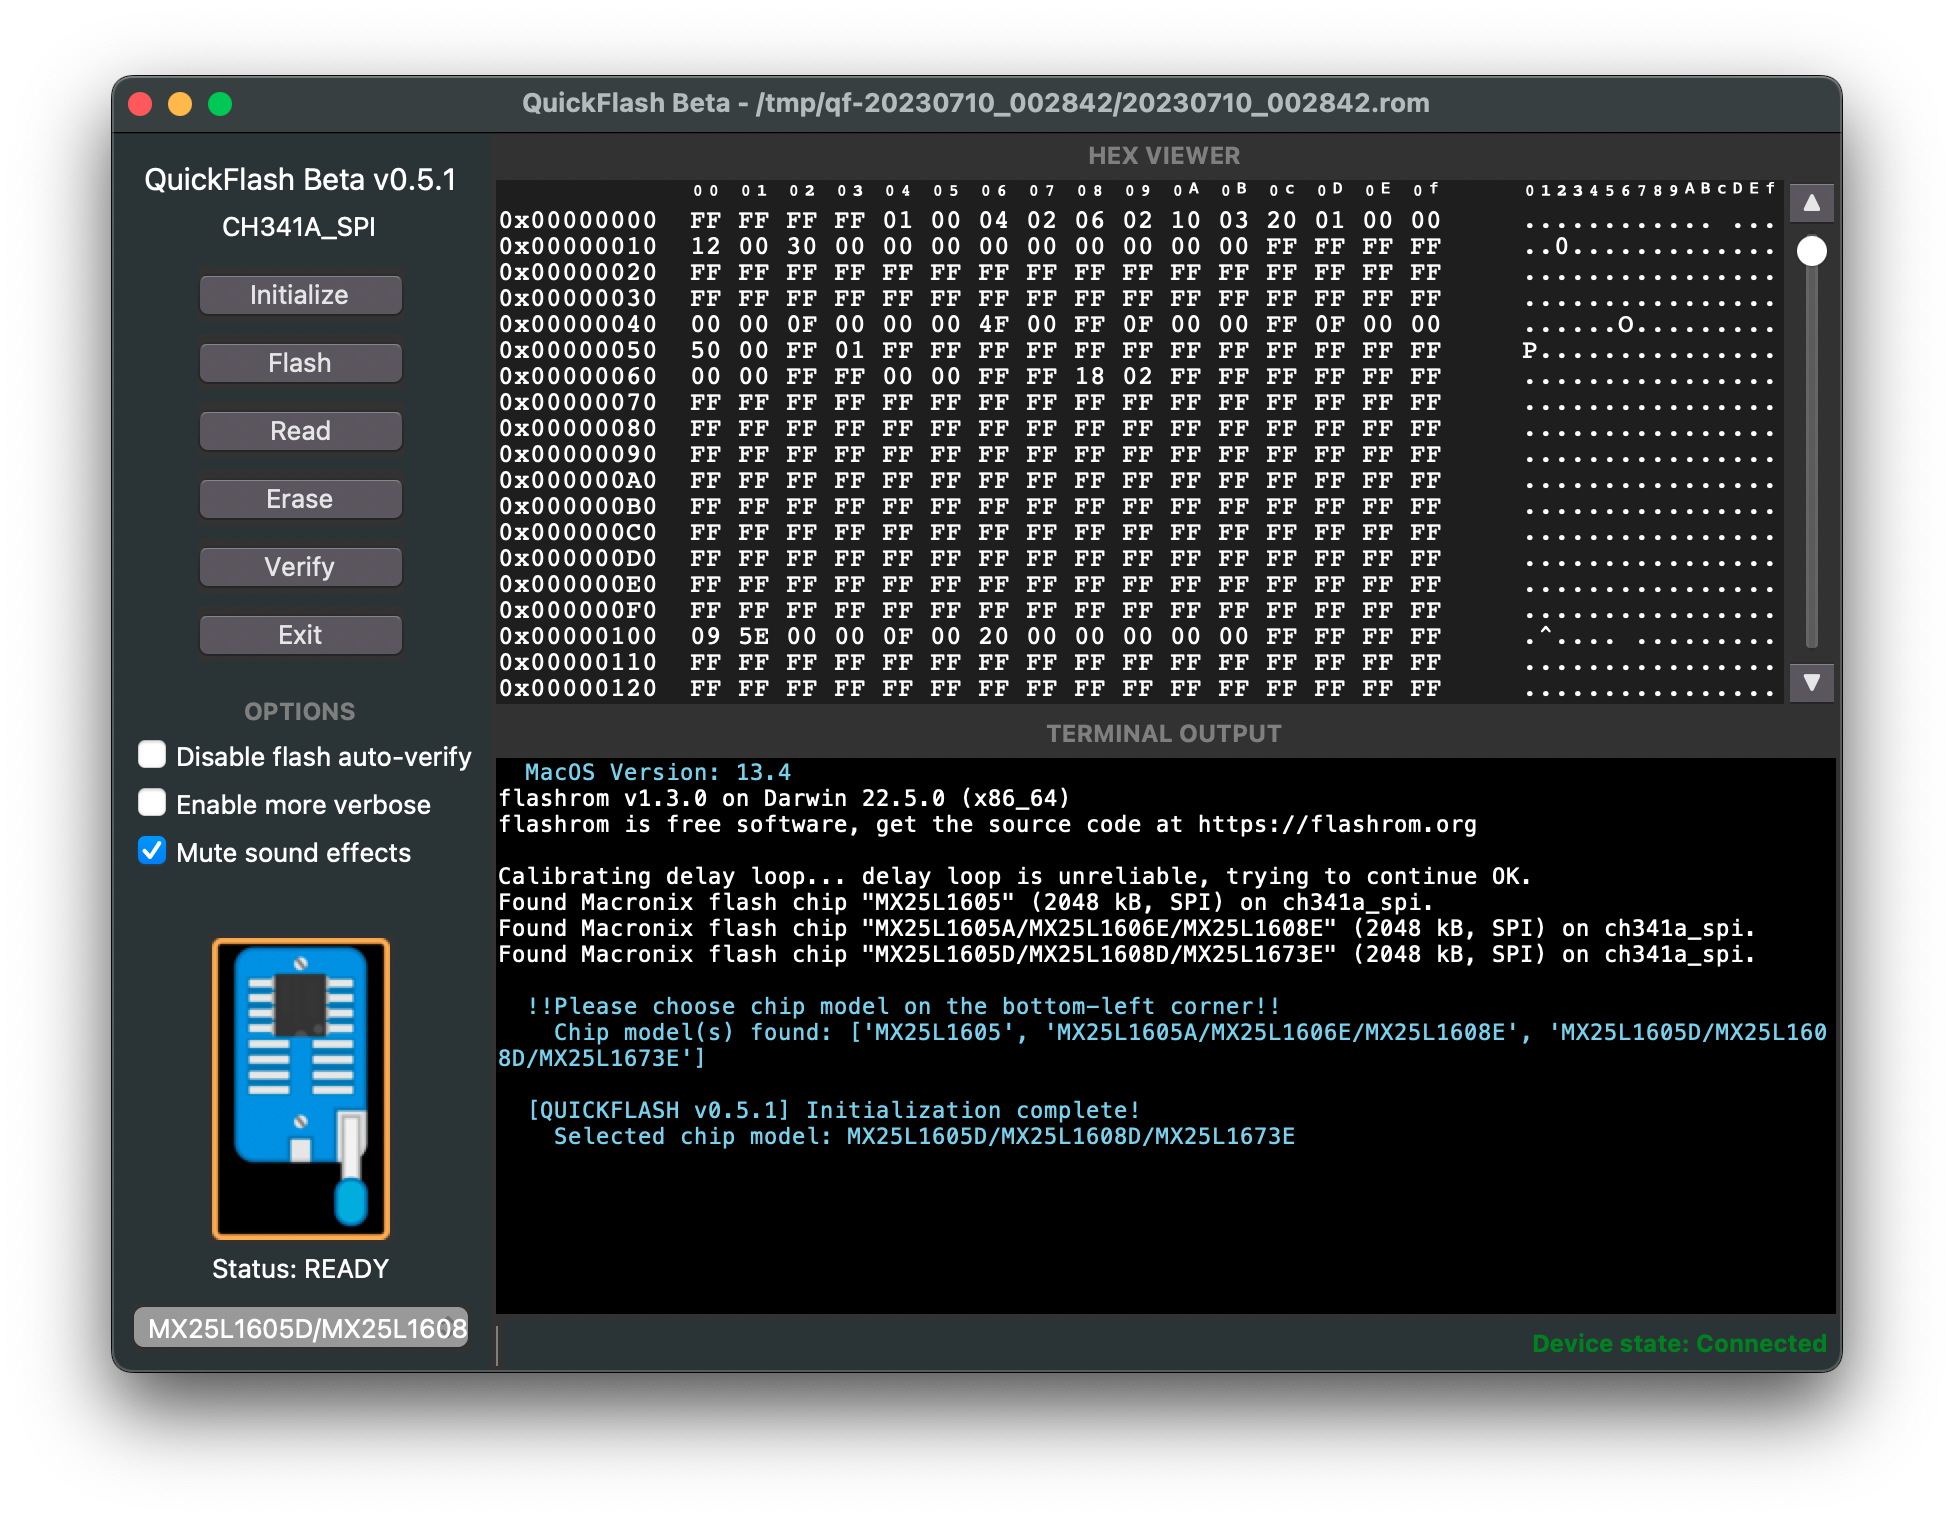 QuickFlash Beta - /tmp/qf-20230710_002842/20230710_002842.rom
QuickFlash Beta v0.5.1
CH341A_SPI
Initialize
Flash
Read
Erase
Verify
Exit
OPTIONS
Disable flash auto-verify
Enable more verbose
Mute sound effects
Status: READY
MX25L1605D/MX25L1608
HEX VIEWER
00 01 02 03 04 05 06 07 08 09 0A 0B 0c 0D 0E 0f 0123456789ABcDEf
0x00000000 FF FF FF FF 01 00 04 02 06 02 10 03 20 01 00 00 ............ ...
0x00000010 12 00 30 00 00 00 00 00 00 00 00 00 FF FF FF FF ..0.............
0x00000020 FF FF FF FF FF FF FF FF FF FF FF FF FF FF FF FF ................
0x00000030 FF FF FF FF FF FF FF FF FF FF FF FF FF FF FF FF ................
0x00000040 00 00 0F 00 00 00 4F 00 FF 0F 00 00 FF 0F 00 00 ......O.........
0x00000050 50 00 FF 01 FF FF FF FF FF FF FF FF FF FF FF FF P...............
0x00000060 00 00 FF FF 00 00 FF FF 18 02 FF FF FF FF FF FF ................
0x00000070 FF FF FF FF FF FF FF FF FF FF FF FF FF FF FF FF ................
0x00000080 FF FF FF FF FF FF FF FF FF FF FF FF FF FF FF FF ................
0x00000090 FF FF FF FF FF FF FF FF FF FF FF FF FF FF FF FF ................
0x000000A0 FF FF FF FF FF FF FF FF FF FF FF FF FF FF FF FF ................
0x000000B0 FF FF FF FF FF FF FF FF FF FF FF FF FF FF FF FF ................
0x000000C0 FF FF FF FF FF FF FF FF FF FF FF FF FF FF FF FF ................
0x000000D0 FF FF FF FF FF FF FF FF FF FF FF FF FF FF FF FF ................
0x000000E0 FF FF FF FF FF FF FF FF FF FF FF FF FF FF FF FF ................
0x000000F0 FF FF FF FF FF FF FF FF FF FF FF FF FF FF FF FF ................
0x00000100 09 5E 00 00 0F 00 20 00 00 00 00 00 FF FF FF FF .^.... .........
0x00000110 FF FF FF FF FF FF FF FF FF FF FF FF FF FF FF FF ................
0x00000120 FF FF FF FF FF FF FF FF FF FF FF FF FF FF FF FF ................
TERMINAL OUTPUT
MacOS Version: 13.4
flashrom v1.3.0 on Darwin 22.5.0 (x86_64)
flashrom is free software, get the source code at https://flashrom.org
Calibrating delay loop... delay loop is unreliable, trying to continue OK.
Found Macronix flash chip "MX25L1605" (2048 kB, SPI) on ch341a_spi.
Found Macronix flash chip "MX25L1605A/MX25L1606E/MX25L1608E" (2048 kB, SPI) on ch341a_spi.
Found Macronix flash chip "MX25L1605D/MX25L1608D/MX25L1673E" (2048 kB, SPI) on ch341a_spi.
!!Please choose chip model on the bottom-left corner!!
Chip model(s) found: ['MX25L1605', 'MX25L1605A/MX25L1606E/MX25L1608E', 'MX25L1605D/MX25L160
8D/MX25L1673E']
[QUICKFLASH v0.5.1] Initialization complete!
Selected chip model: MX25L1605D/MX25L1608D/MX25L1673E
Device state: Connected